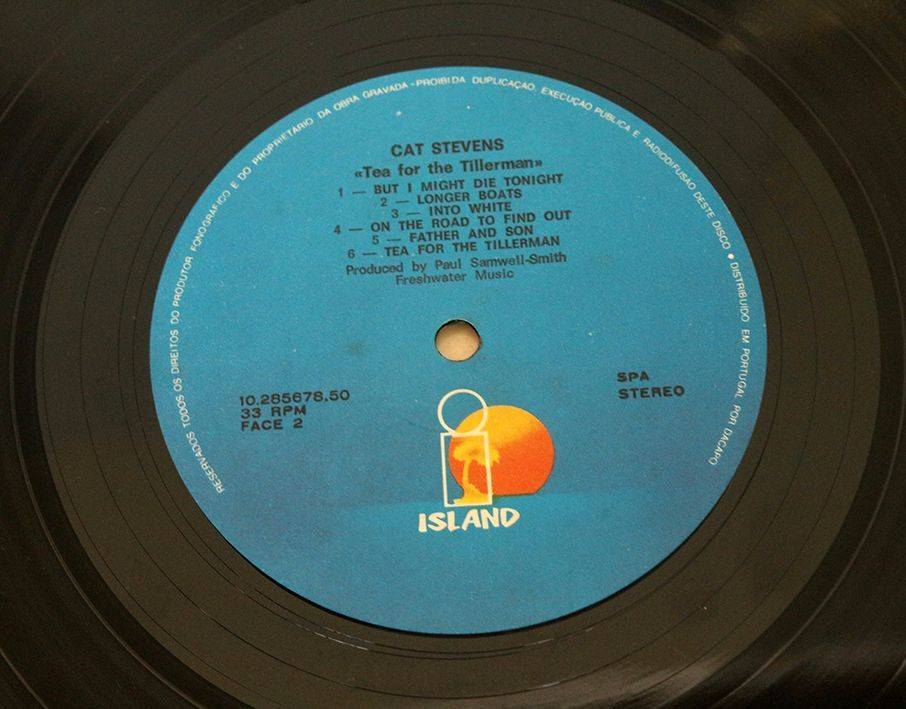 RESERVADOS TODOS OS DIREITOS DO PRODUTOR FONOGRÁFICO E DO PROPRIETÁRIO DA OBRA GRAVADA - PROIBIDA DUPLICAÇÃO, EXECUÇÃO PUBLICA E RADIODIFUSÃO DESTE DISCO • DISTRIBUIDO EM PORTUGAL POR DACAPO
CAT STEVENS
«Tea for the Tillerman»
1 — BUT I MIGHT DIE TONIGHT
2 — LONGER BOATS
3 — INTO WHITE
4 — ON THE ROAD TO FIND OUT
5 — FATHER AND SON
6 — TEA FOR THE TILLERMAN
Produced by Paul Samwell-Smith
Freshwater Music
10.285678.50
33 RPM
FACE 2
SPA
STEREO
i
ISLAND